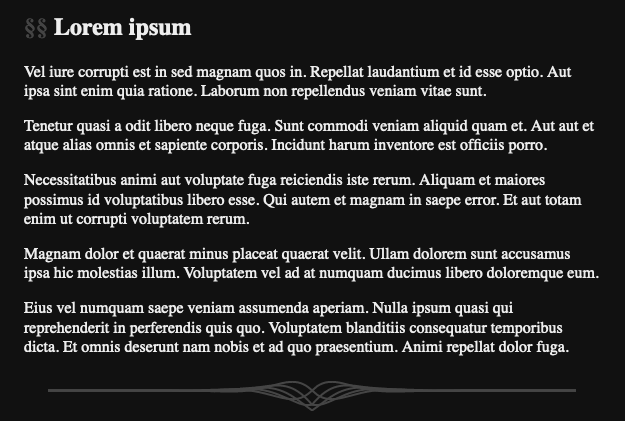 §§ Lorem ipsum
Vel iure corrupti est in sed magnam quos in. Repellat laudantium et id esse optio. Aut
ipsa sint enim quia ratione. Laborum non repellendus veniam vitae sunt.
Tenetur quasi a odit libero neque fuga. Sunt commodi veniam aliquid quam et. Aut aut et
atque alias omnis et sapiente corporis. Incidunt harum inventore est officiis porro.
Necessitatibus animi aut voluptate fuga reiciendis iste rerum. Aliquam et maiores
possimus id voluptatibus libero esse. Qui autem et magnam in saepe error. Et aut totam
enim ut corrupti voluptatem rerum.
Magnam dolor et quaerat minus placeat quaerat velit. Ullam dolorem sunt accusamus
ipsa hic molestias illum. Voluptatem vel ad at numquam ducimus libero doloremque eum.
Eius vel numquam saepe veniam assumenda aperiam. Nulla ipsum quasi qui
reprehenderit in perferendis quis quo. Voluptatem blanditiis consequatur temporibus
dicta. Et omnis deserunt nam nobis et ad quo praesentium. Animi repellat dolor fuga.